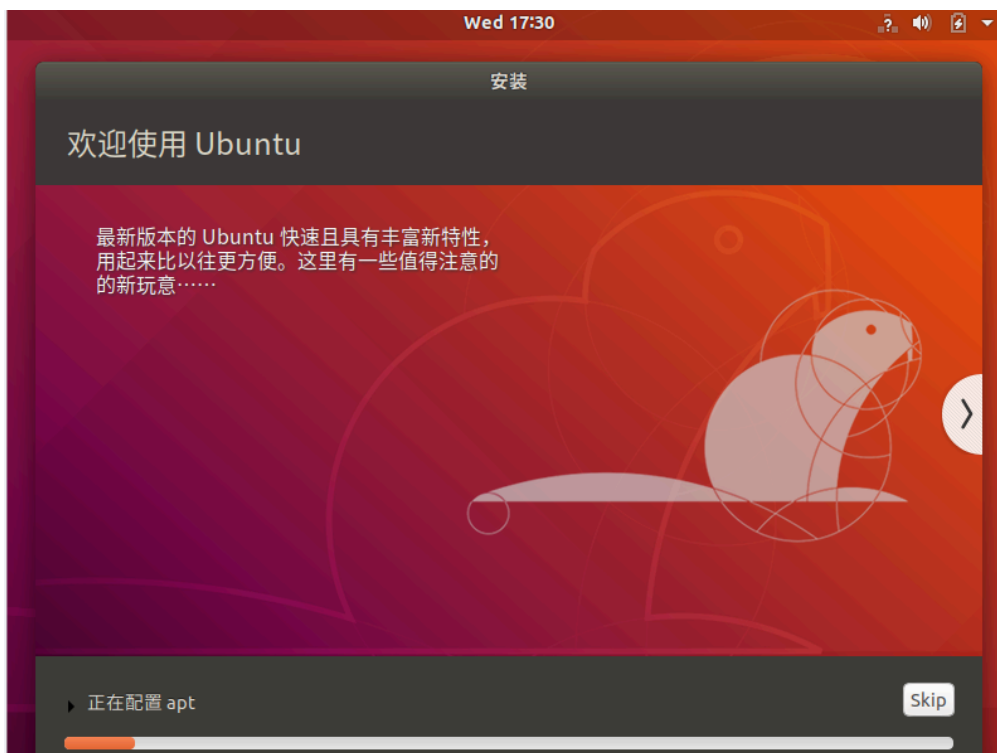 Wed 17:30
安装
欢迎使用 Ubuntu
最新版本的 Ubuntu 快速且具有丰富新特性，
用起来比以往更方便。这里有一些值得注意的
的新玩意……
正在配置 apt
Skip